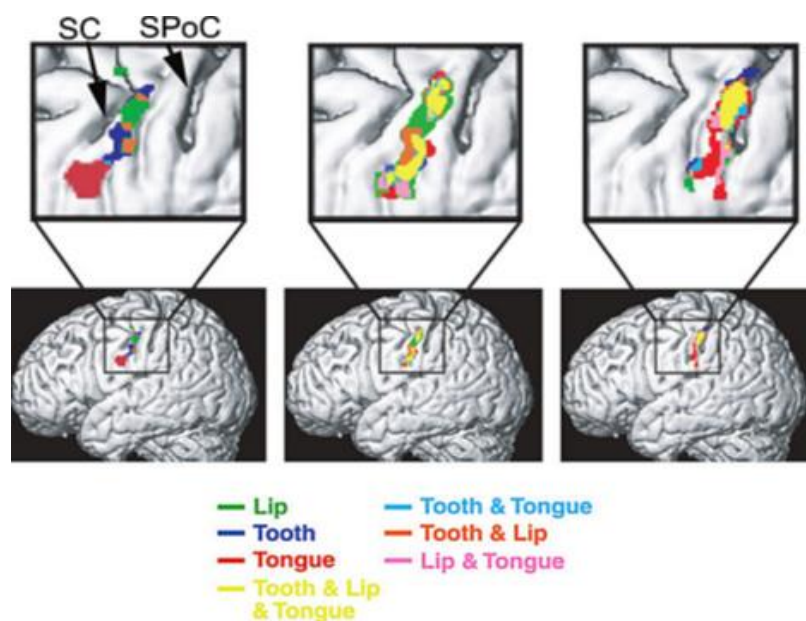 SC SPoC
Lip
Tooth
Tongue
Tooth & Lip
& Tongue
Tooth & Tongue
Tooth & Lip
Lip & Tongue